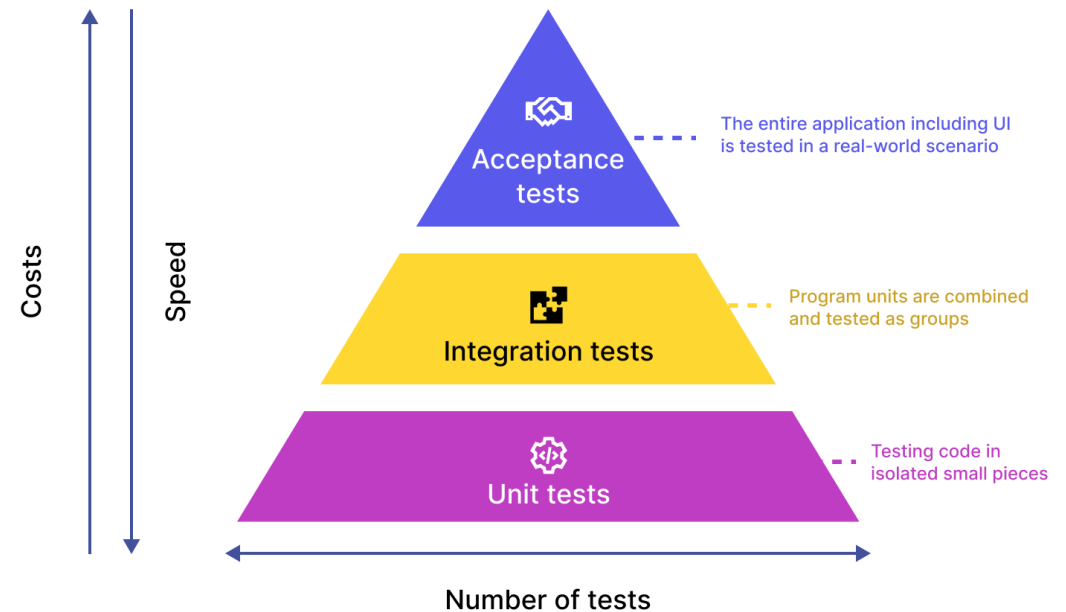 Acceptance
tests
The entire application including UI
is tested in a real-world scenario
Costs
Speed
Integration tests
Program units are combined
and tested as groups
</>
Unit tests
Testing code in
isolated small pieces
Number of tests